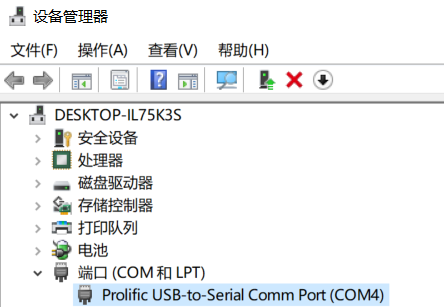 设备管理器
文件(F) 操作(A) 查看(V) 帮助(H)
DESKTOP-IL75K3S
安全设备
处理器
磁盘驱动器
存储控制器
打印队列
电池
端口 (COM 和 LPT)
Prolific USB-to-Serial Comm Port (COM4)